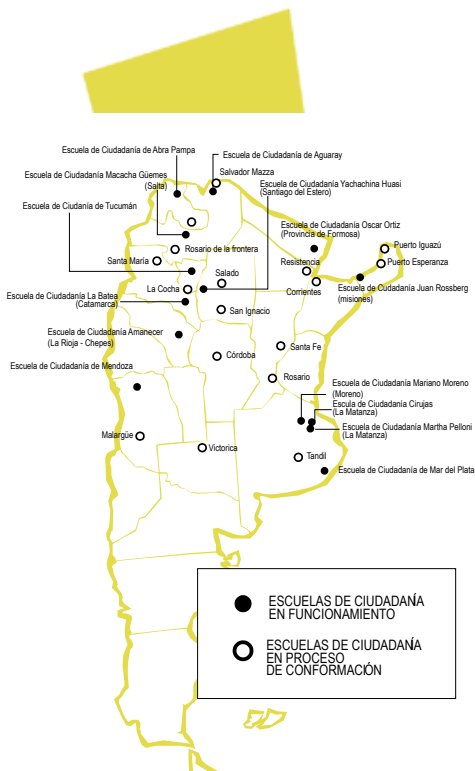 Escuela de Ciudadanía de Abra Pampa
Escuela de Ciudadanía de Aguaray
Salvador Mazza
Escuela de Ciudadanía Macacha Güemes
(Salta)
Escuela de Ciudadanía Yachachina Huasi
(Santiago del Estero)
Escuela de Ciudanía de Tucumán
Escuela de Ciudadanía Oscar Ortiz
(Provincia de Formosa)
Rosario de la frontera
Puerto Iguazú
Santa Maria
Resistencia
Puerto Esperanza
Salado
La Cocha
Corrientes
Escuela de Ciudadanía Juan Rossberg
(misiones)
Escuela de Ciudadanía La Batea
(Catamarca)
San Ignacio
Escuela de Ciudadanía Amanecer
(La Rioja - Chepes)
Santa Fe
Córdoba
Escuela de Ciudadanía de Mendoza
Rosario
Escuela de Ciudadanía Mariano Moreno
(Moreno)
Escula de Ciudadanía Cirujas
(La Matanza)
Escuela de Ciudadanía Martha Pelloni
(La Matanza)
Malargüe
Victorica
Tandil
Escuela de Ciudadanía de Mar del Plata
ESCUELAS DE CIUDADANÍA
EN FUNCIONAMIENTO
ESCUELAS DE CIUDADANÍA
EN PROCESO
DE CONFORMACIÓN